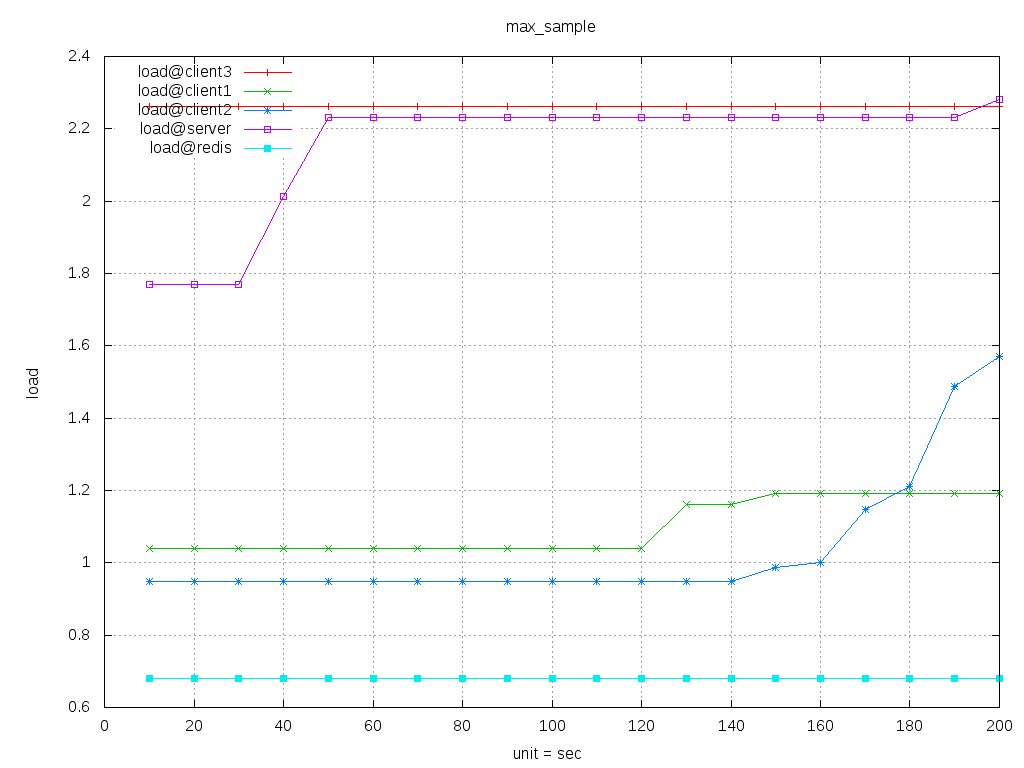 max_sample
2.4
load@client3
load@client1
load@client2
2.2
load@server
load@redis
2
1.8
1.6
load
1.4
1.2
1
0.8
0.6
0 20 40 60 80 100 120 140 160 180 200
unit = sec